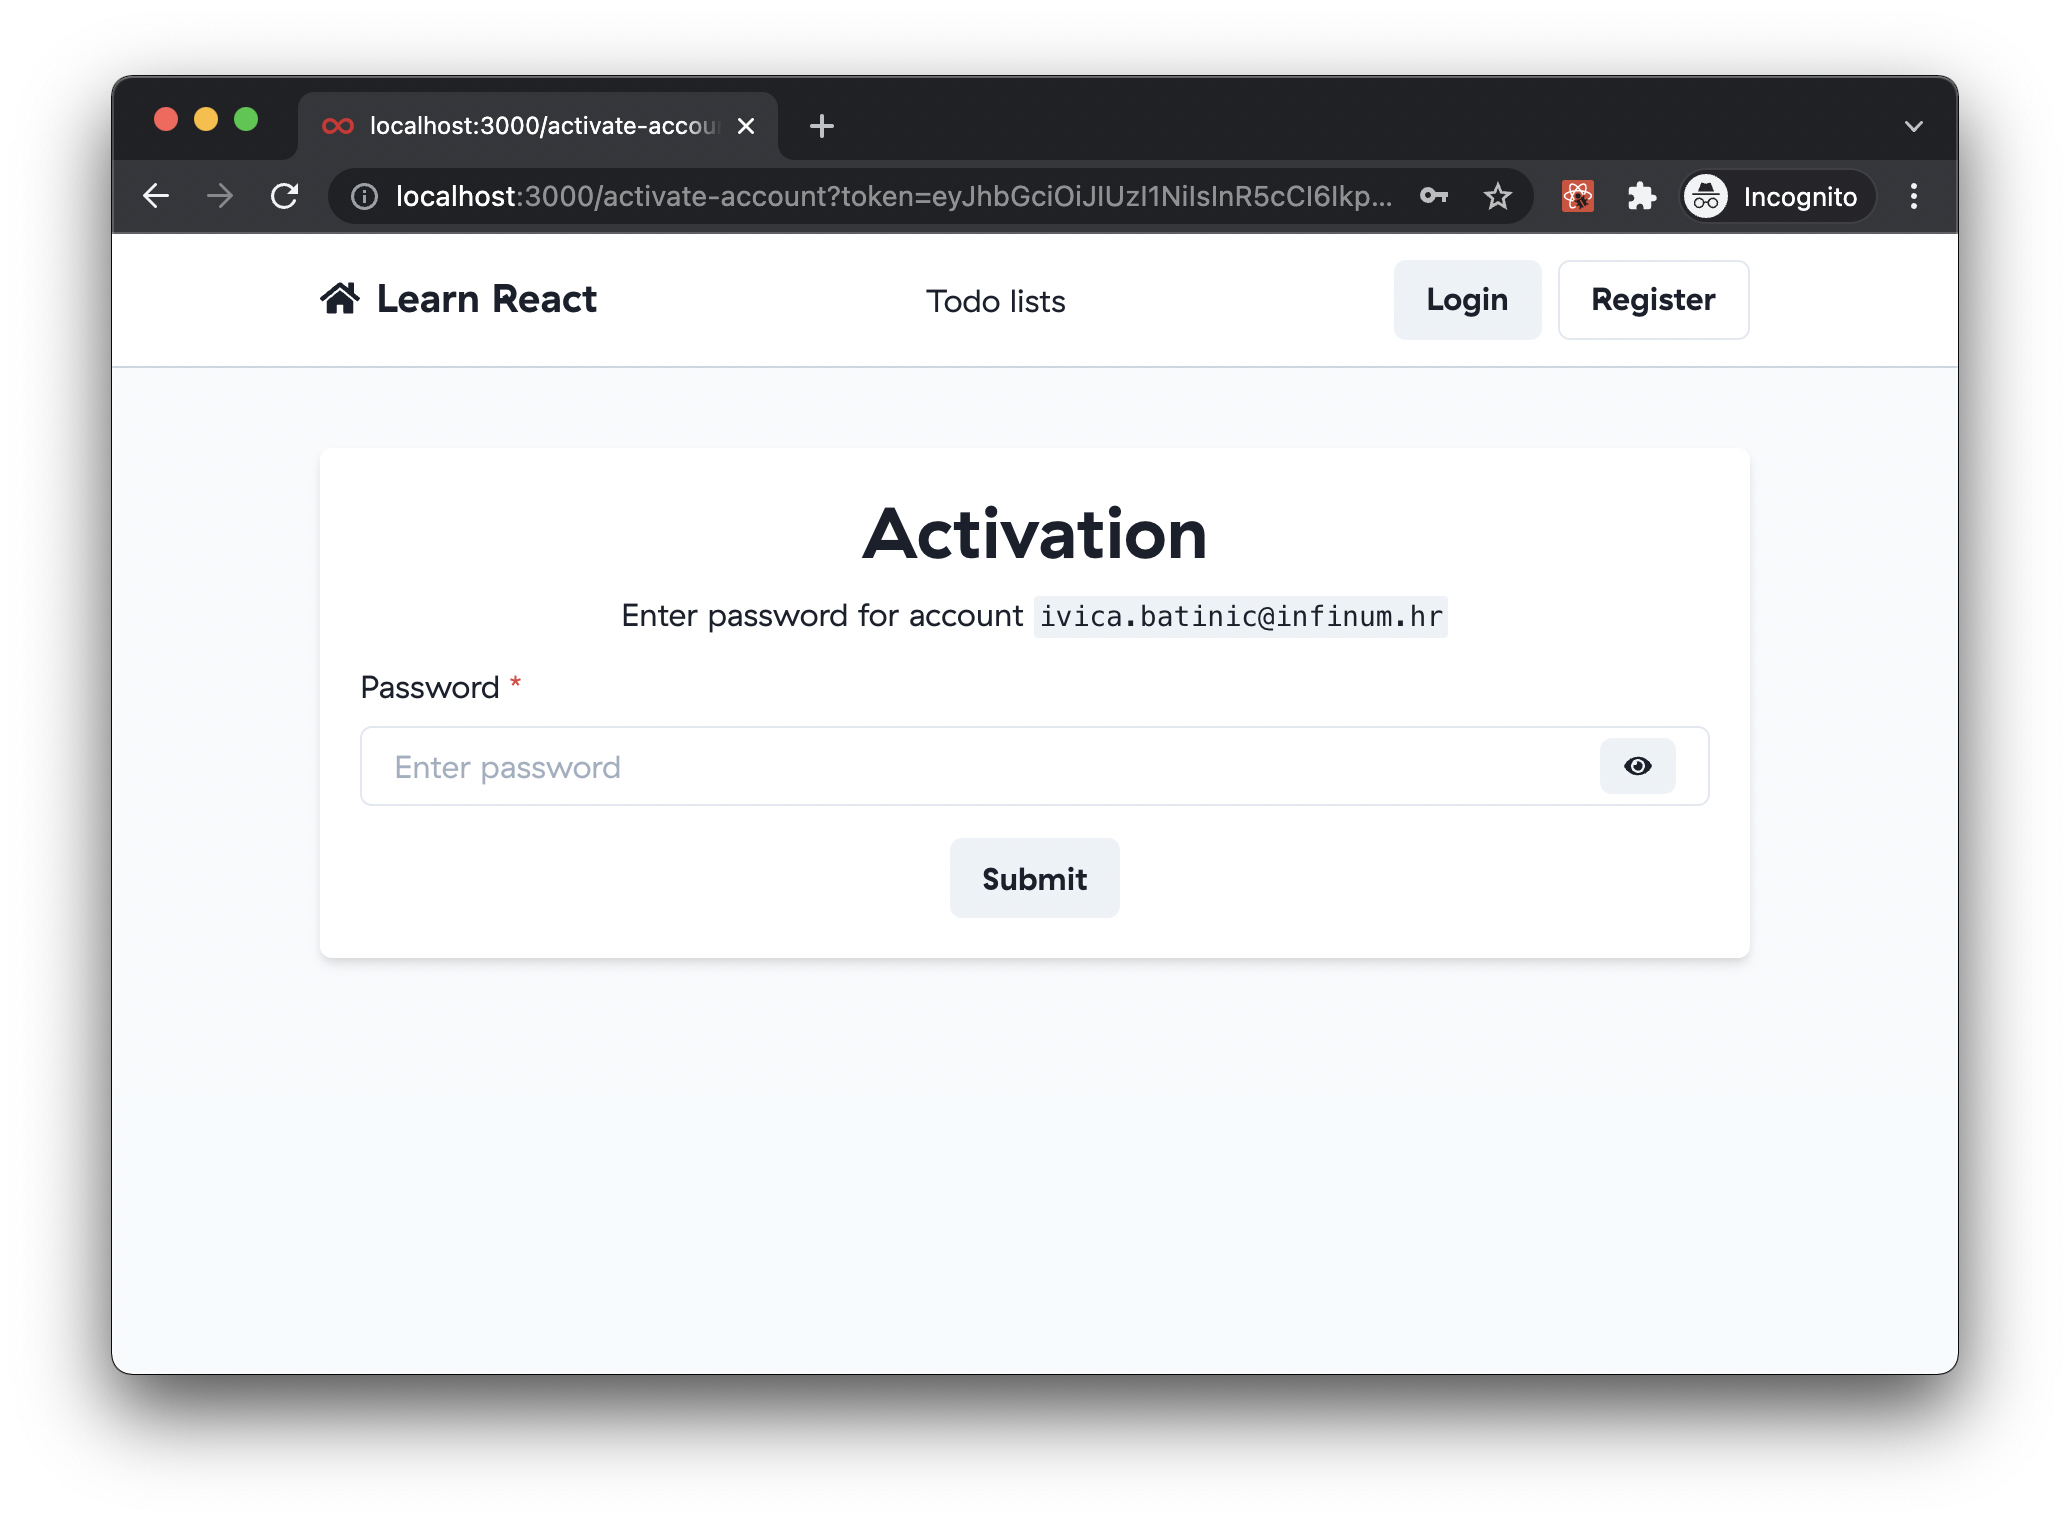 localhost:3000/activate-accou
localhost:3000/activate-account?token=eyJhbGciOiJIUzI1NiIsInR5cCI6Ikp...
Incognito
Learn React
Todo lists
Login
Register
Activation
Enter password for account ivica.batinic@infinum.hr
Password *
Enter password
Submit